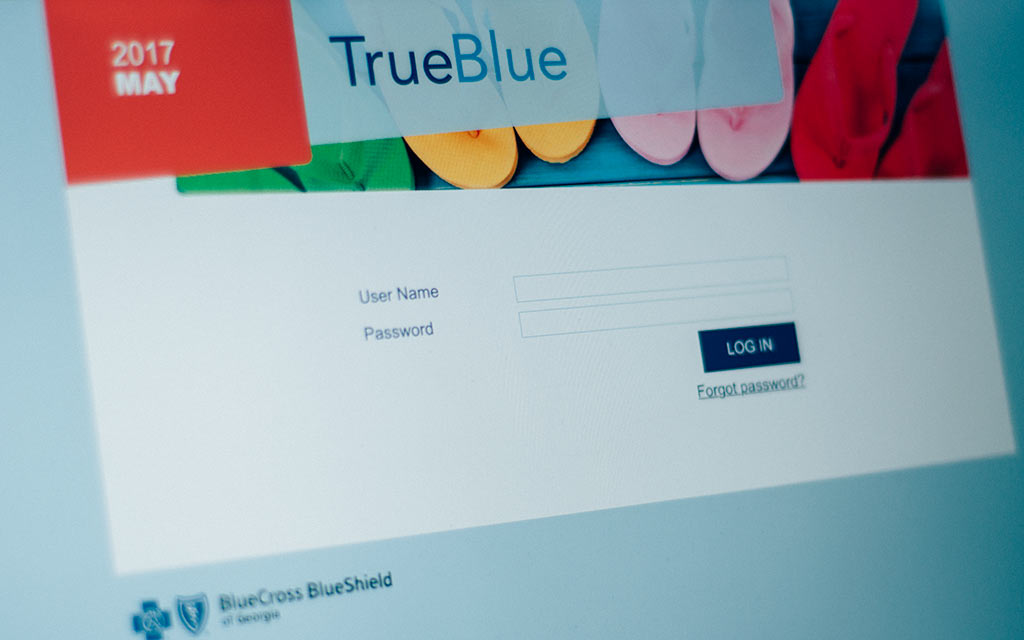 2017
MAY
TrueBlue
User Name
Password
LOG IN
Forgot password?
BlueCross BlueShield
of Georgia